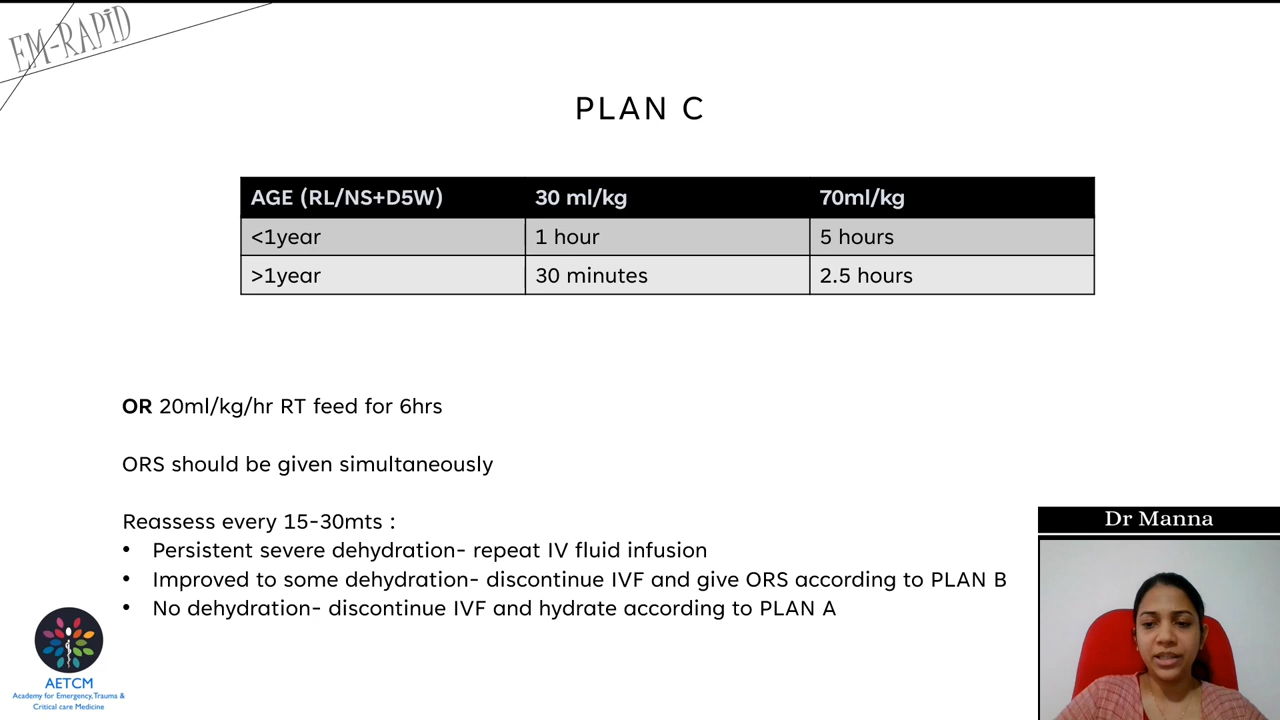 EM-RAPiD
PLAN C
AGE (RL/NS+D5W) 30 ml/kg 70ml/kg
<1year 1 hour 5 hours
>1year 30 minutes 2.5 hours
OR 20ml/kg/hr RT feed for 6hrs
ORS should be given simultaneously
Reassess every 15-30mts :
• Persistent severe dehydration- repeat IV fluid infusion
• Improved to some dehydration- discontinue IVF and give ORS according to PLAN B
• No dehydration- discontinue IVF and hydrate according to PLAN A
Dr Manna
AETCM
Academy for Emergency,Trauma &
Critical care Medicine